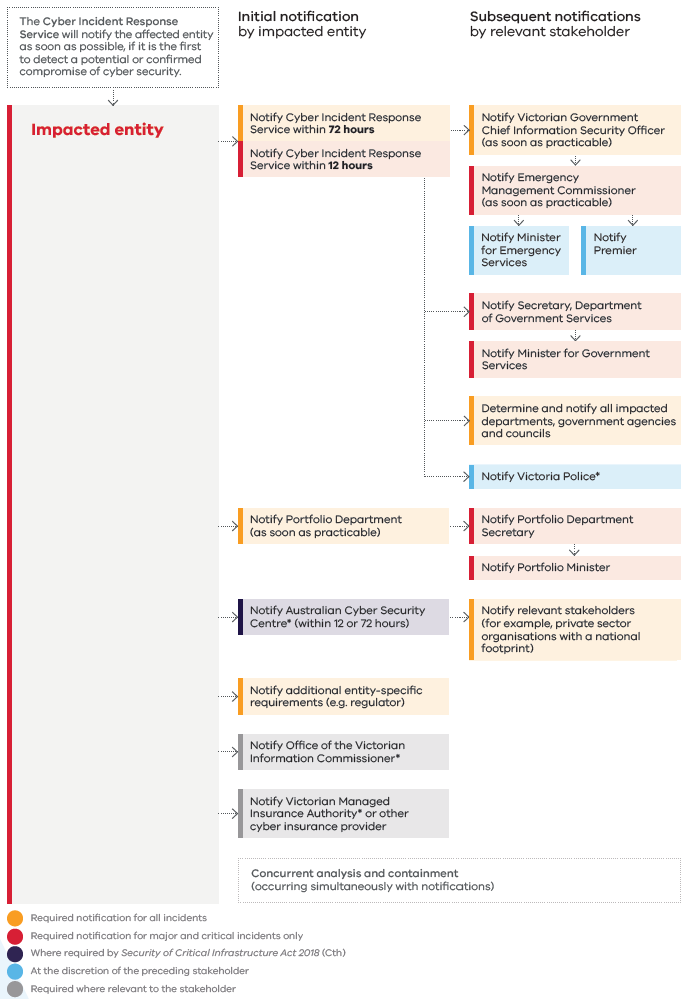 The Cyber Incident Response
Service will notify the affected entity
as soon as possible, if it is the first
to detect a potential or confirmed
compromise of cyber security.
Initial notification
by impacted entity
Subsequent notifications
by relevant stakeholder
Impacted entity
Notify Cyber Incident Response
Service within 72 hours
Notify Cyber Incident Response
Service within 12 hours
Notify Victorian Government
Chief Information Security Officer
(as soon as practicable)
Notify Emergency
Management Commissioner
(as soon as practicable)
Notify Minister
for Emergency
Services
Notify
Premier
Notify Secretary, Department
of Government Services
Notify Minister for Government
Services
Determine and notify all impacted
departments, government agencies
and councils
Notify Victoria Police*
Notify Portfolio Department
(as soon as practicable)
Notify Portfolio Department
Secretary
Notify Portfolio Minister
Notify Australian Cyber Security
Centre* (within 12 or 72 hours)
Notify relevant stakeholders
(for example, private sector
organisations with a national
footprint)
Notify additional entity-specific
requirements (e.g. regulator)
Notify Office of the Victorian
Information Commissioner*
Notify Victorian Managed
Insurance Authority* or other
cyber insurance provider
Concurrent analysis and containment
(occurring simultaneously with notifications)
Required notification for all incidents
Required notification for major and critical incidents only
Where required by Security of Critical Infrastructure Act 2018 (Cth)
At the discretion of the preceding stakeholder
Required where relevant to the stakeholder